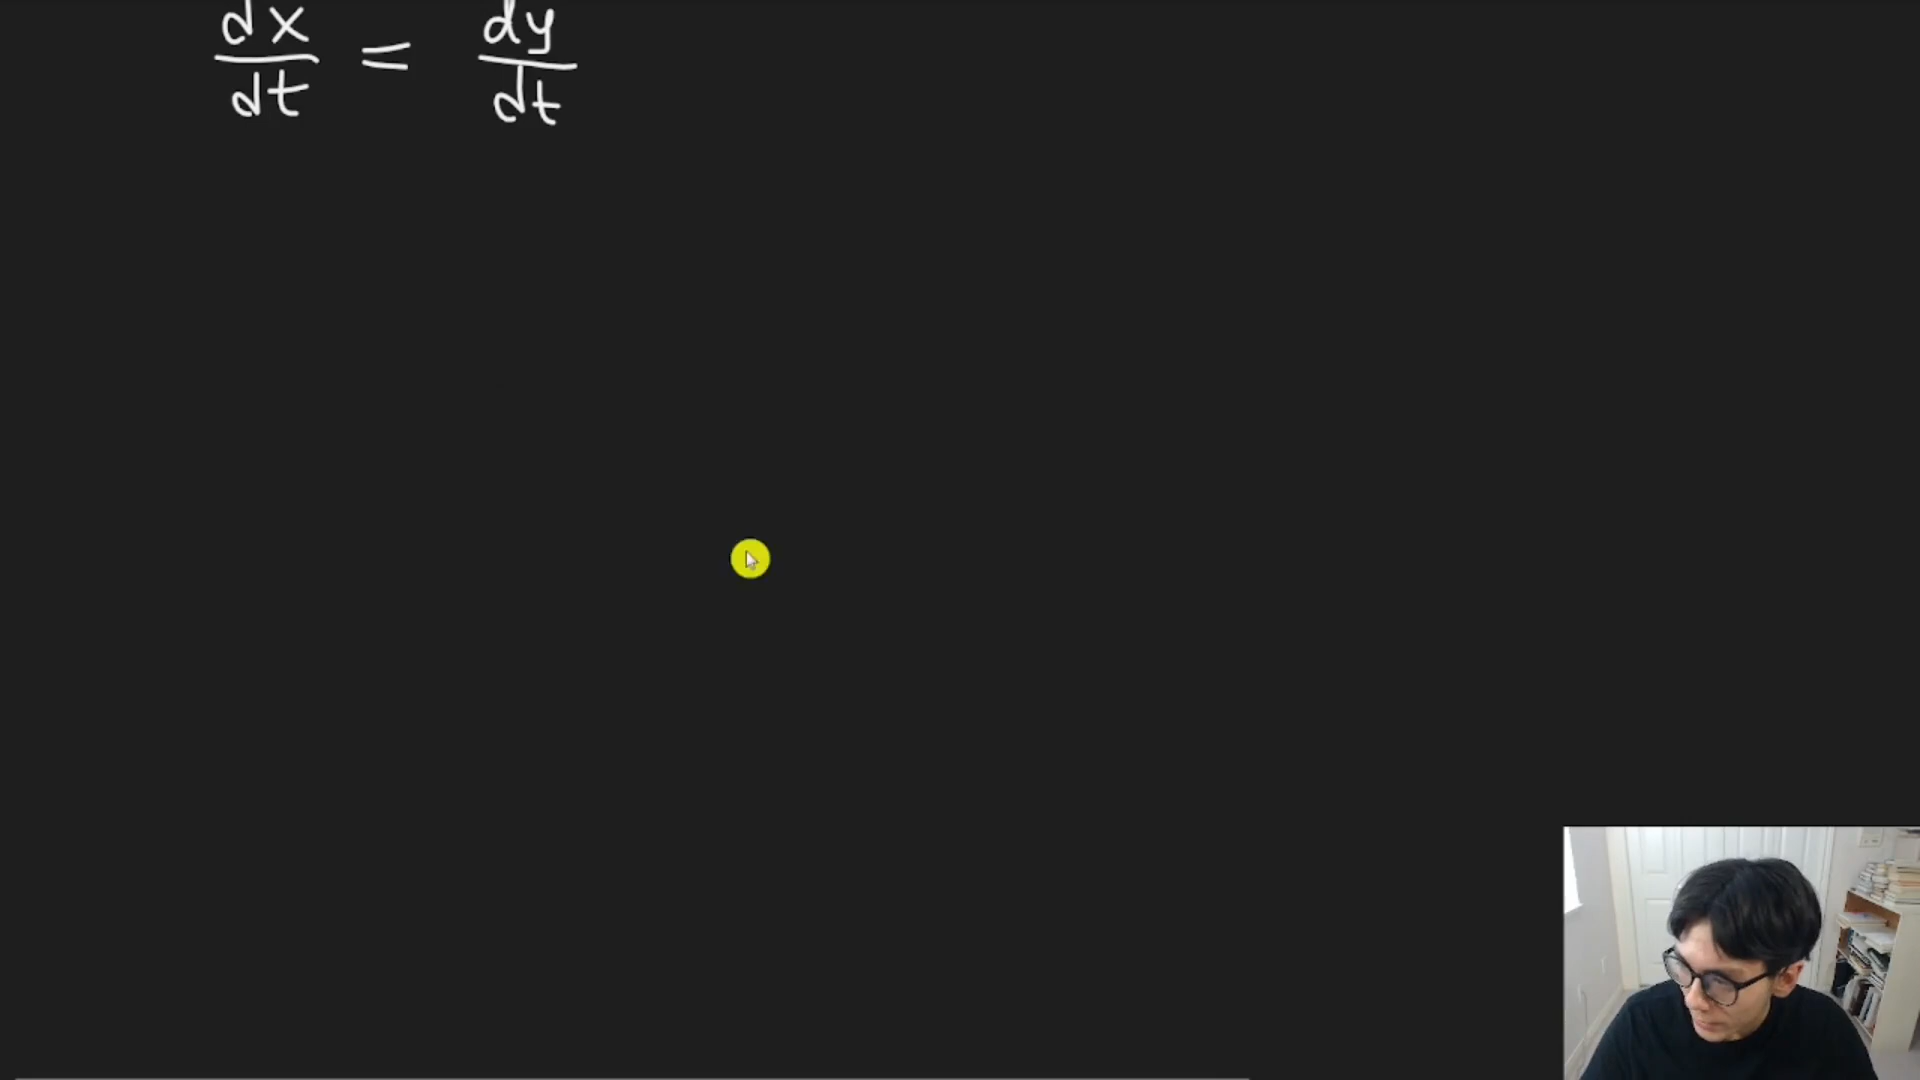 dx/dt = dy/dt